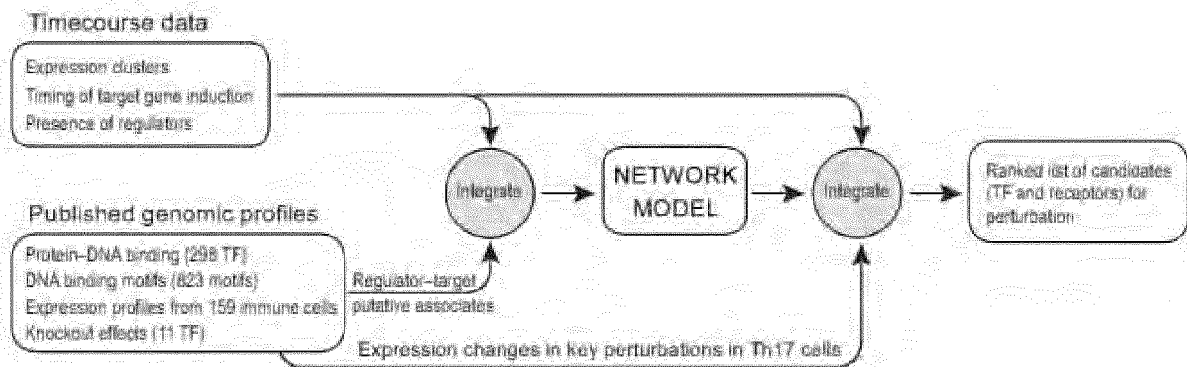 Timecourse data
Expression clusters
Timing of target gene induction
Presence of regulators
Published genomic profiles
Protein-DNA binding (298 TF)
DNA binding motifs (823 motifs)
Expression profiles from 159 immune cells
Knockout effects (11 TF)
Regulator-target
putative associates
Integrate
NETWORK
MODEL
Integrate
Expression changes in key perturbations in Th17 cells
Ranked list of candidates
(TF and receptors) for
perturbation